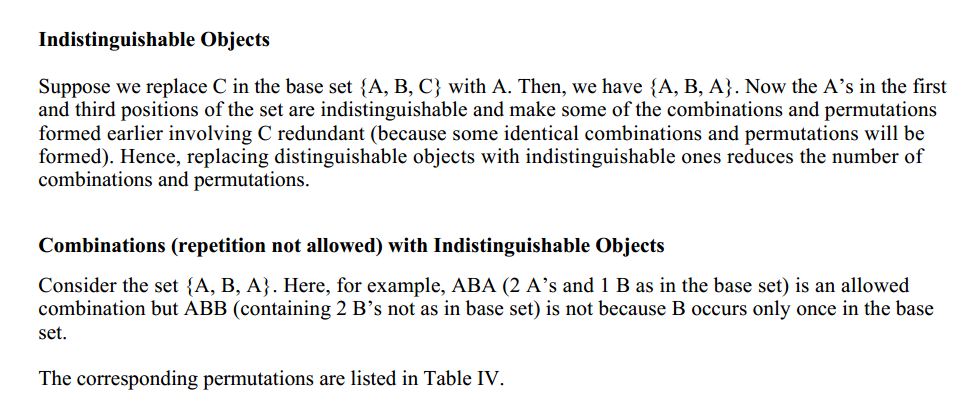 Indistinguishable Objects
Suppose we replace C in the base set {A, B, C} with A. Then, we have {A, B, A}. Now the A’s in the first
and third positions of the set are indistinguishable and make some of the combinations and permutations
formed earlier involving C redundant (because some identical combinations and permutations will be
formed). Hence, replacing distinguishable objects with indistinguishable ones reduces the number of
combinations and permutations.
Combinations (repetition not allowed) with Indistinguishable Objects
Consider the set {A, B, A}. Here, for example, ABA (2 A’s and 1 B as in the base set) is an allowed
combination but ABB (containing 2 B’s not as in base set) is not because B occurs only once in the base
set.
The corresponding permutations are listed in Table IV.